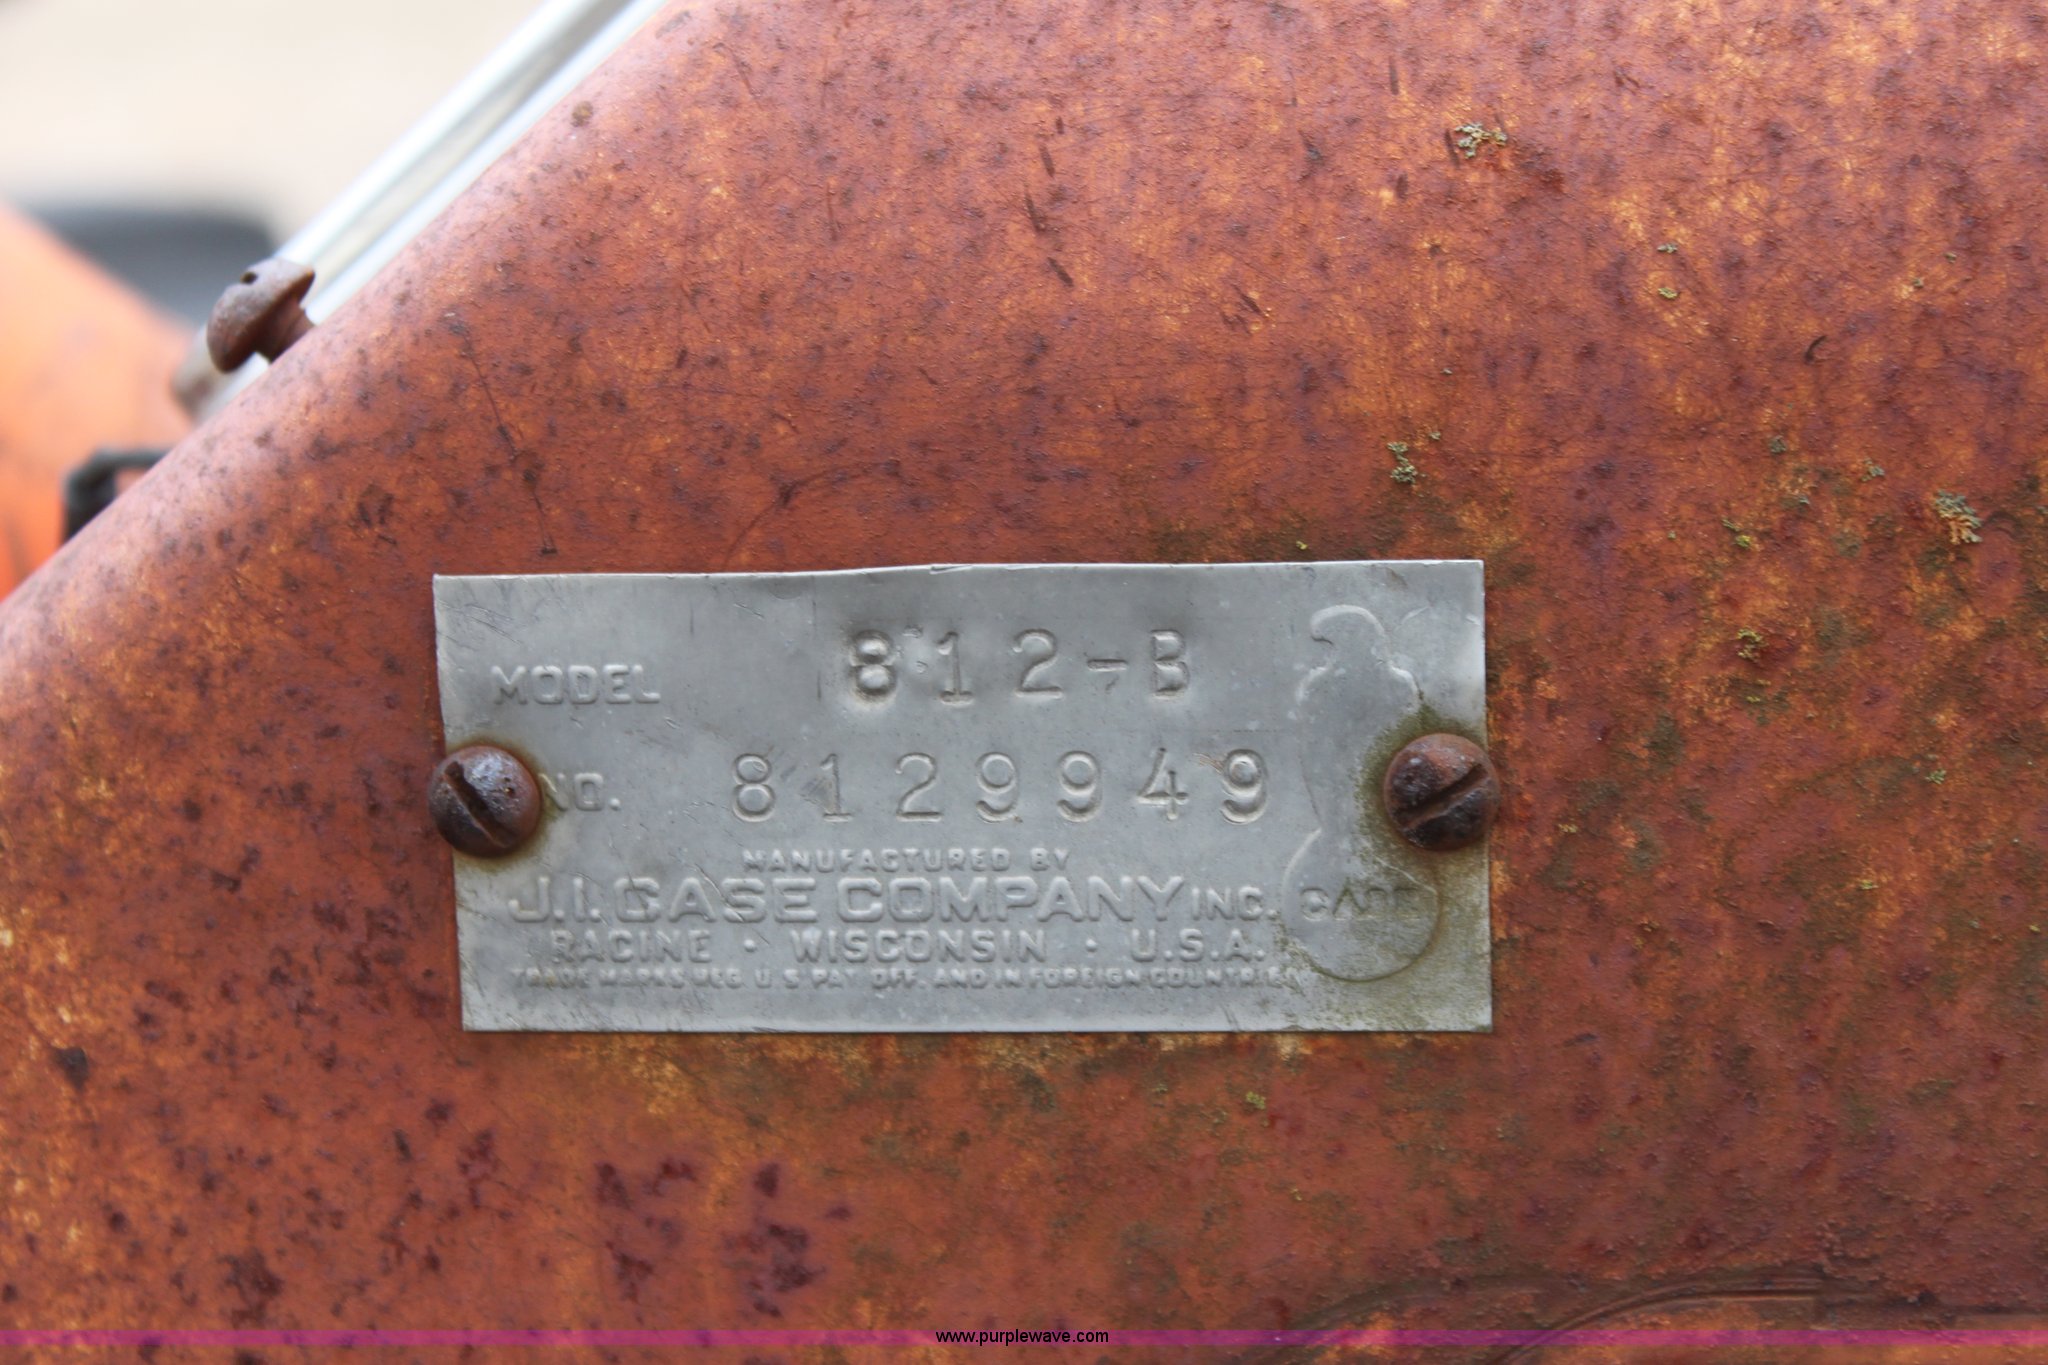 MODEL 812-B
NO. 8129949
MANUFACTURED BY
J.I. CASE COMPANY INC.
CASE
RACINE · WISCONSIN · U.S.A.
TRADE MARKS REG. U.S. PAT. OFF. AND IN FOREIGN COUNTRIES
www.purplewave.com